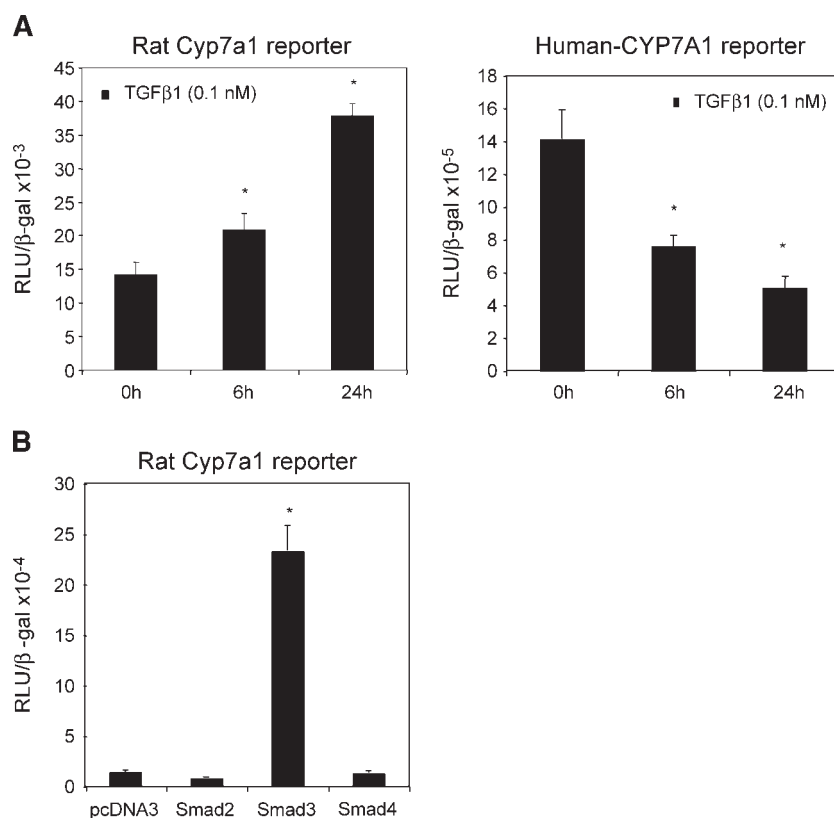 A
Rat Cyp7a1 reporter
RLU/β-gal x10-3
45
40
35
30
25
20
15
10
5
0
TGFβ1 (0.1 nM)
*
*
0h 6h 24h
Human-CYP7A1 reporter
RLU/β-gal x10-5
18
16
14
12
10
8
6
4
2
0
TGFβ1 (0.1 nM)
*
*
0h 6h 24h
B
Rat Cyp7a1 reporter
RLU/β -gal x10-4
30
25
20
15
10
5
0
*
pcDNA3 Smad2 Smad3 Smad4